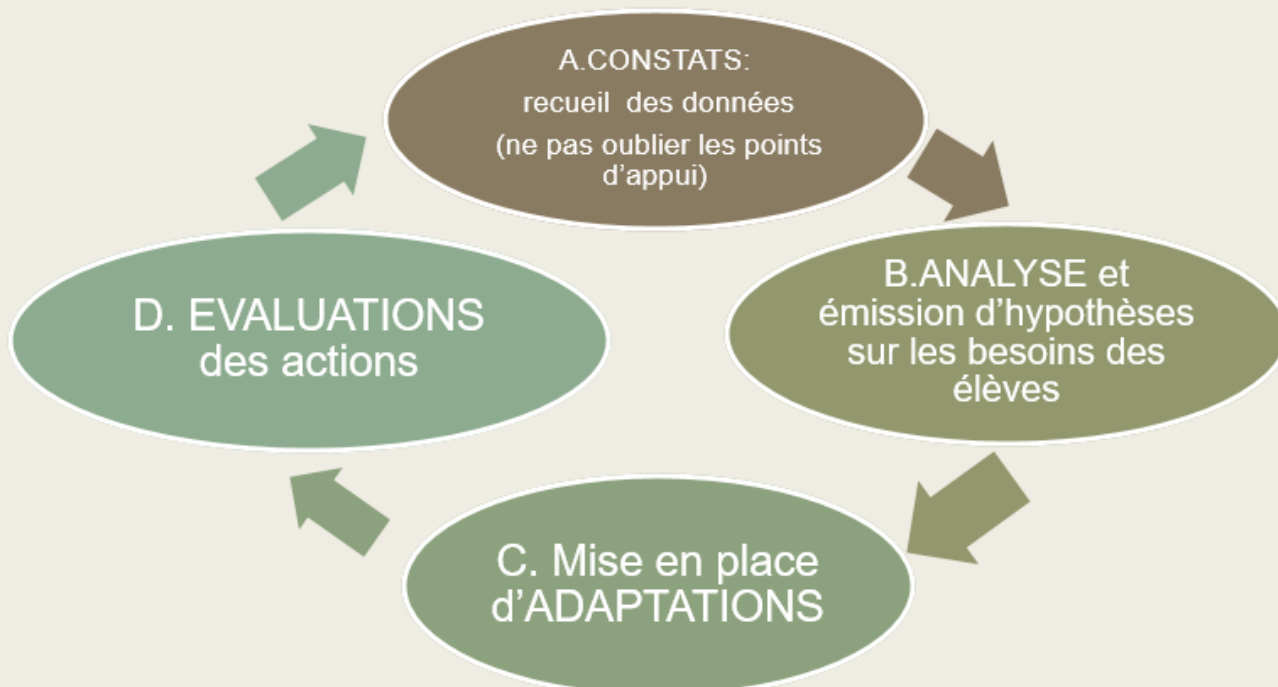 A.CONSTATS:
recueil des données
(ne pas oublier les points
d'appui)
B.ANALYSE et
émission d'hypothèses
sur les besoins des
élèves
C. Mise en place
d'ADAPTATIONS
D. EVALUATIONS
des actions